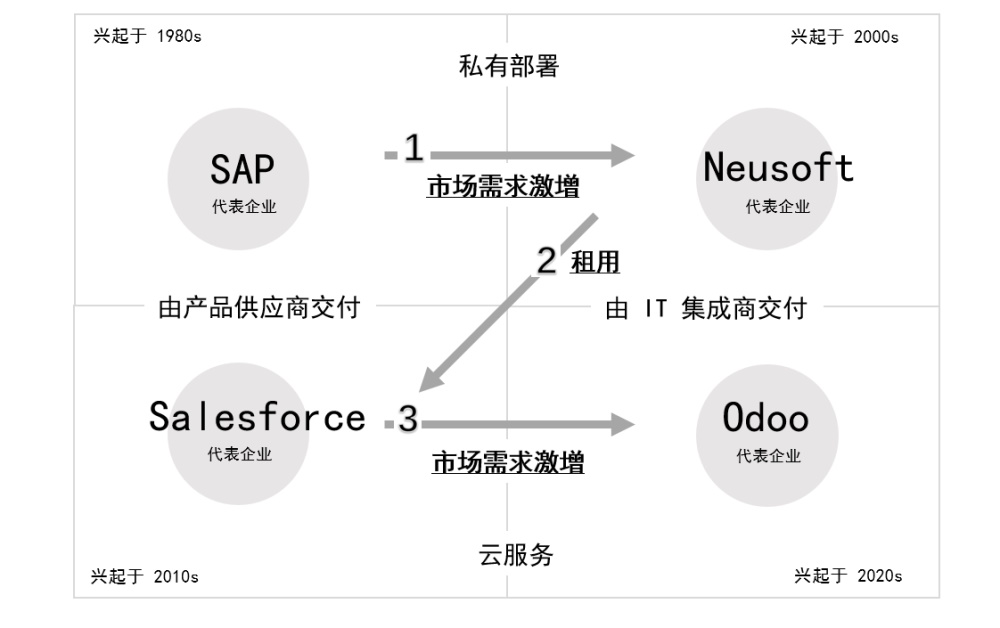 兴起于 1980s
兴起于 2000s
私有部署
SAP
代表企业
1
市场需求激增
Neusoft
代表企业
2 租用
由产品供应商交付
由 IT 集成商交付
Salesforce
代表企业
3
市场需求激增
Odoo
代表企业
云服务
兴起于 2010s
兴起于 2020s